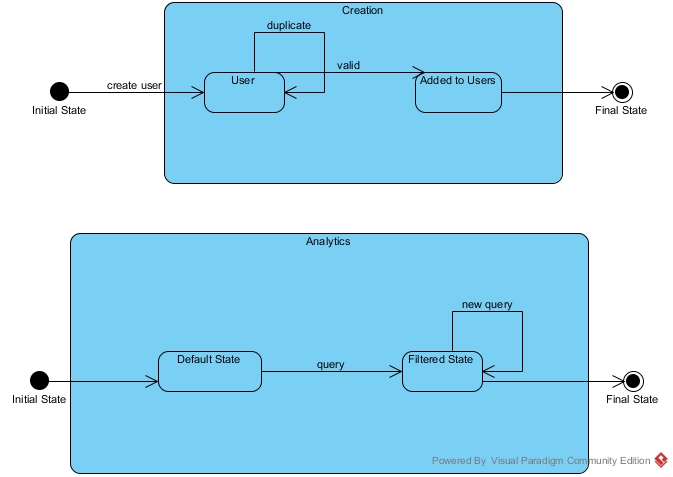 Creation
duplicate
User
valid
Added to Users
create user
Initial State
Final State
Analytics
new query
Default State
query
Filtered State
Initial State
Final State
Powered By Visual Paradigm Community Edition